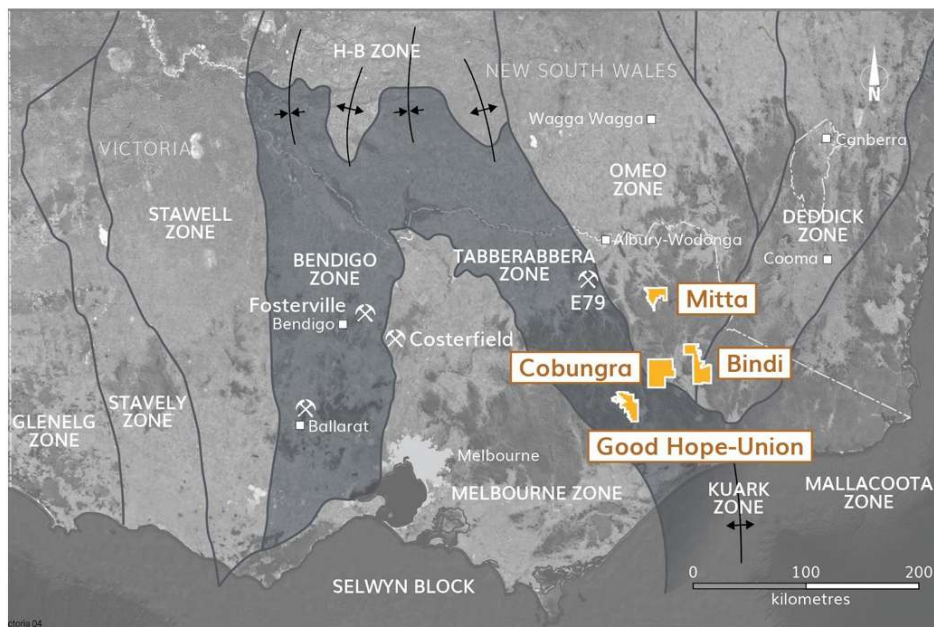 H-B ZONE
NEW SOUTH WALES
N
Wagga Wagga
VICTORIA
Canberra
OMEO
ZONE
STAWELL
ZONE
DEDDICK
ZONE
Albury-Wodonga
BENDIGO
ZONE
TABBERABBERA
ZONE
Cooma
E79
Mitta
Fosterville
Bendigo
Costerfield
Cobungra
Bindi
GLENELG
ZONE
STAVELY
ZONE
Ballarat
Good Hope-Union
Melbourne
MELBOURNE ZONE
KUARK
ZONE
MALLACOOTA
ZONE
SELWYN BLOCK
0 100 200
kilometres
ctoria 04